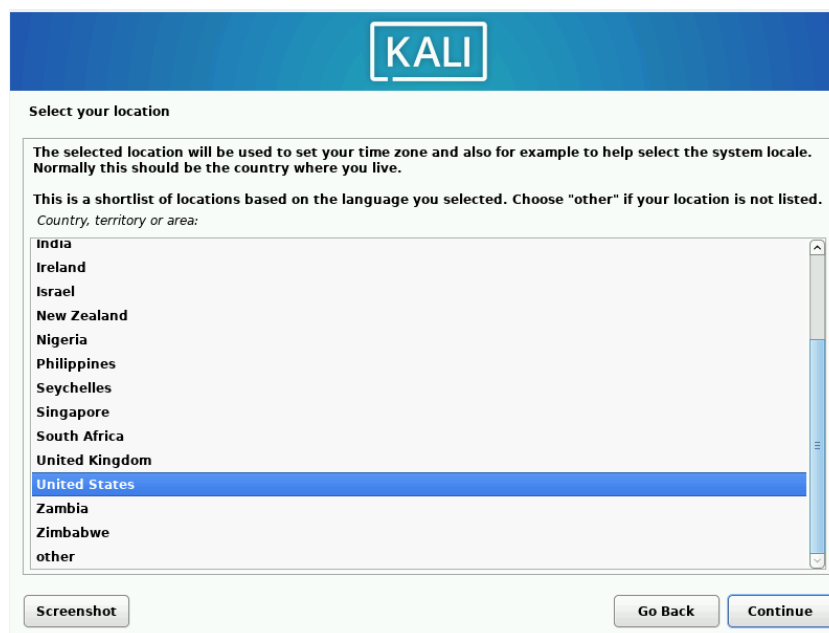 KALI
Select your location
The selected location will be used to set your time zone and also for example to help select the system locale.
Normally this should be the country where you live.
This is a shortlist of locations based on the language you selected. Choose "other" if your location is not listed.
Country, territory or area:
India
Ireland
Israel
New Zealand
Nigeria
Philippines
Seychelles
Singapore
South Africa
United Kingdom
United States
Zambia
Zimbabwe
other
Screenshot
Go Back
Continue